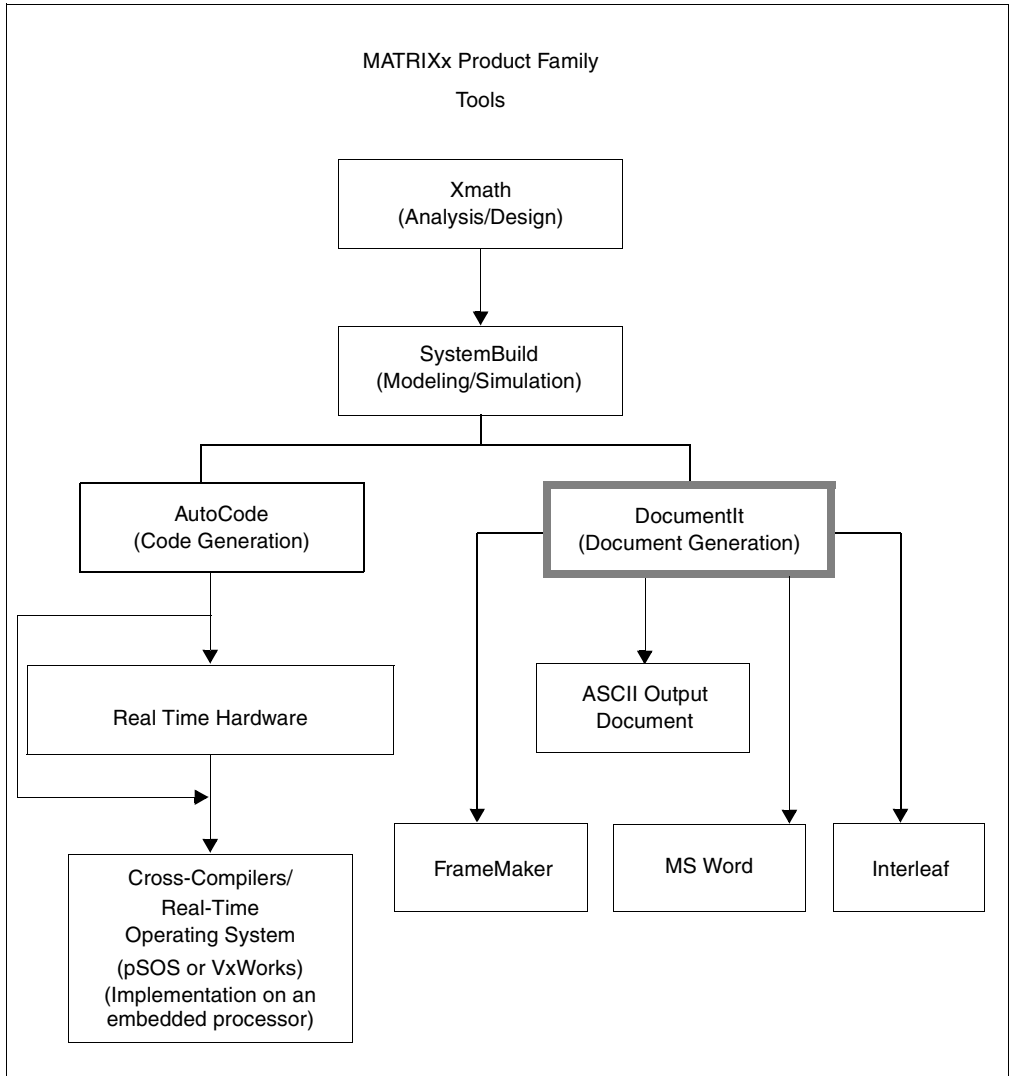 MATRIXx Product Family
Tools
Xmath
(Analysis/Design)
SystemBuild
(Modeling/Simulation)
AutoCode
(Code Generation)
DocumentIt
(Document Generation)
Real Time Hardware
ASCII Output
Document
Cross-Compilers/
Real-Time
Operating System
(pSOS or VxWorks)
(Implementation on an
embedded processor)
FrameMaker
MS Word
Interleaf